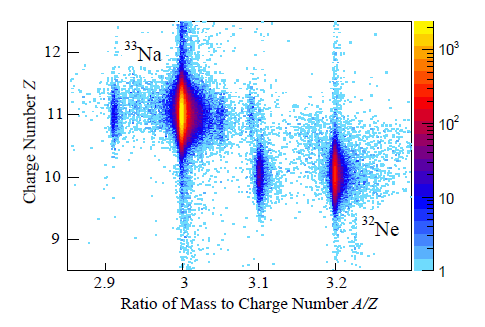 12
11
10
9
Charge Number Z
³³Na
³²Ne
2.9 3 3.1 3.2
Ratio of Mass to Charge Number A/Z
10³
10²
10
1